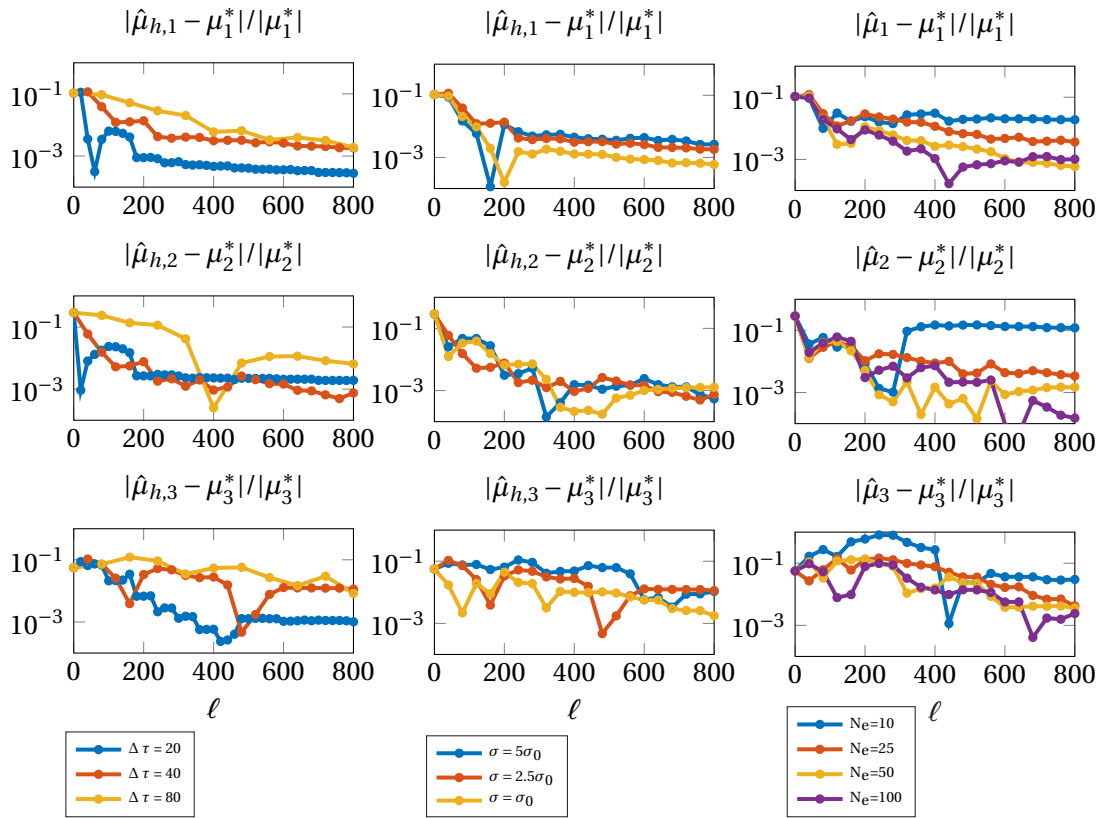 |μ̂_{h,1} − μ_1^*|/|μ_1^*| |μ̂_{h,1} − μ_1^*|/|μ_1^*| |μ̂_1 − μ_1^*|/|μ_1^*|
10^{−1} 10^{−1} 10^{−1}
10^{−3} 10^{−3} 10^{−3}
0 200 400 600 800 0 200 400 600 800 0 200 400 600 800
|μ̂_{h,2} − μ_2^*|/|μ_2^*| |μ̂_{h,2} − μ_2^*|/|μ_2^*| |μ̂_2 − μ_2^*|/|μ_2^*|
10^{−1} 10^{−1} 10^{−1}
10^{−3} 10^{−3} 10^{−3}
0 200 400 600 800 0 200 400 600 800 0 200 400 600 800
|μ̂_{h,3} − μ_3^*|/|μ_3^*| |μ̂_{h,3} − μ_3^*|/|μ_3^*| |μ̂_3 − μ_3^*|/|μ_3^*|
10^{−1} 10^{−1} 10^{−1}
10^{−3} 10^{−3} 10^{−3}
0 200 400 600 800 0 200 400 600 800 0 200 400 600 800
ℓ ℓ ℓ
Δ τ = 20
Δ τ = 40
Δ τ = 80
σ = 5σ_0
σ = 2.5σ_0
σ = σ_0
N_e=10
N_e=25
N_e=50
N_e=100